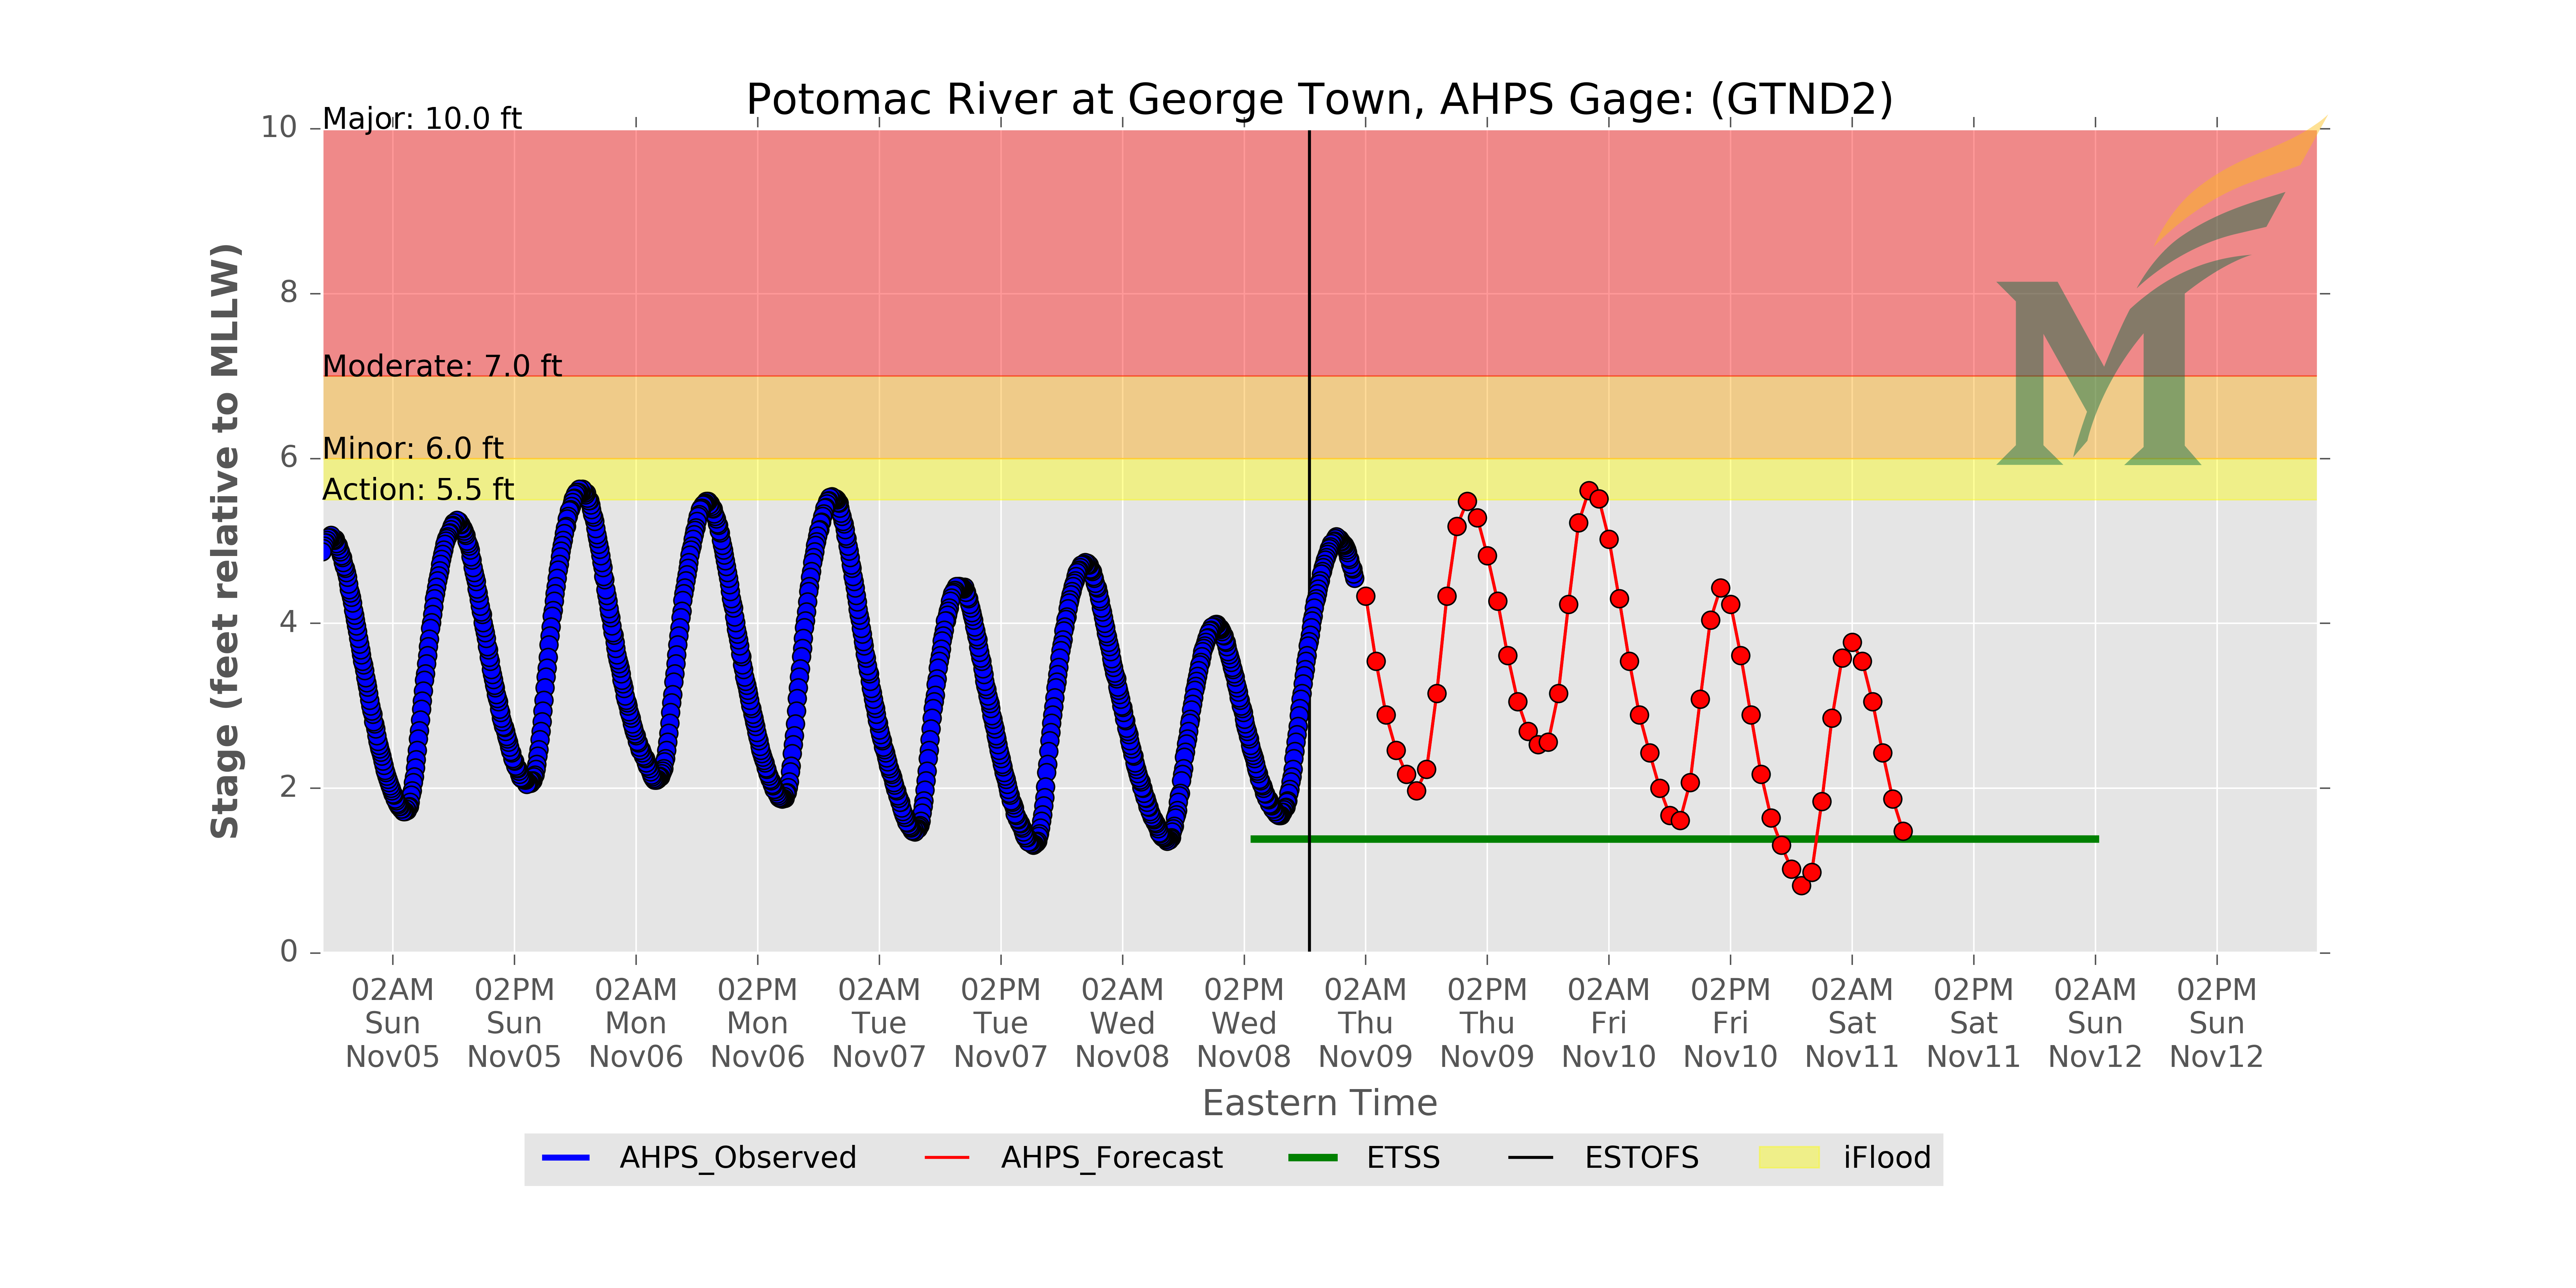 Potomac River at George Town, AHPS Gage: (GTND2)
Major: 10.0 ft
Moderate: 7.0 ft
Minor: 6.0 ft
Action: 5.5 ft
Stage (feet relative to MLLW)
10
8
6
4
2
0
02AM Sun Nov05
02PM Sun Nov05
02AM Mon Nov06
02PM Mon Nov06
02AM Tue Nov07
02PM Tue Nov07
02AM Wed Nov08
02PM Wed Nov08
02AM Thu Nov09
02PM Thu Nov09
02AM Fri Nov10
02PM Fri Nov10
02AM Sat Nov11
02PM Sat Nov11
02AM Sun Nov12
02PM Sun Nov12
Eastern Time
AHPS_Observed
AHPS_Forecast
ETSS
ESTOFS
iFlood
M